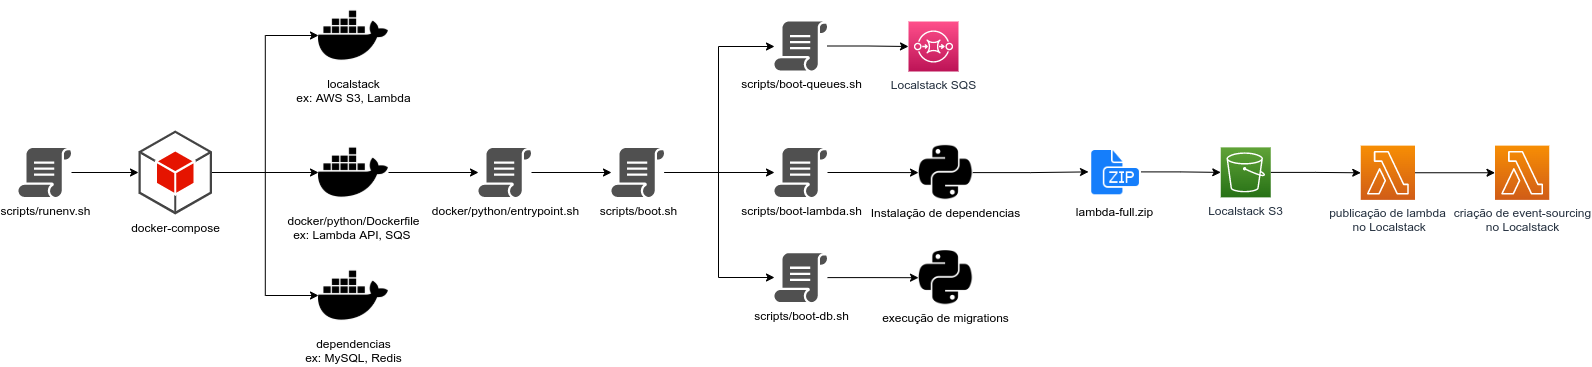 localstack
ex: AWS S3, Lambda
scripts/boot-queues.sh
Localstack SQS
scripts/runenv.sh
docker-compose
docker/python/Dockerfile
ex: Lambda API, SQS
docker/python/entrypoint.sh
scripts/boot.sh
scripts/boot-lambda.sh
Instalação de dependencias
ZIP
lambda-full.zip
Localstack S3
publicação de lambda
no Localstack
criação de event-sourcing
no Localstack
dependencias
ex: MySQL, Redis
scripts/boot-db.sh
execução de migrations